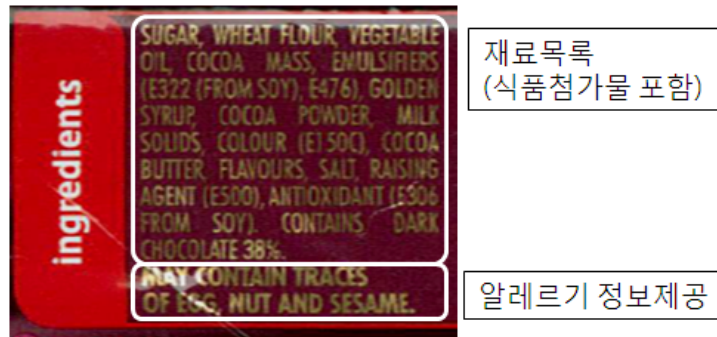 ingredients
SUGAR, WHEAT FLOUR, VEGETABLE
OIL, COCOA MASS, EMULSIFIERS
(E322 (FROM SOY), E476), GOLDEN
SYRUP, COCOA POWDER, MILK
SOLIDS, COLOUR (E150C), COCOA
BUTTER, FLAVOURS, SALT, RAISING
AGENT (E500), ANTIOXIDANT (E306
FROM SOY). CONTAINS DARK
CHOCOLATE 38%.
MAY CONTAIN TRACES
OF EGG, NUT AND SESAME.
재료목록
(식품첨가물 포함)
알레르기 정보제공